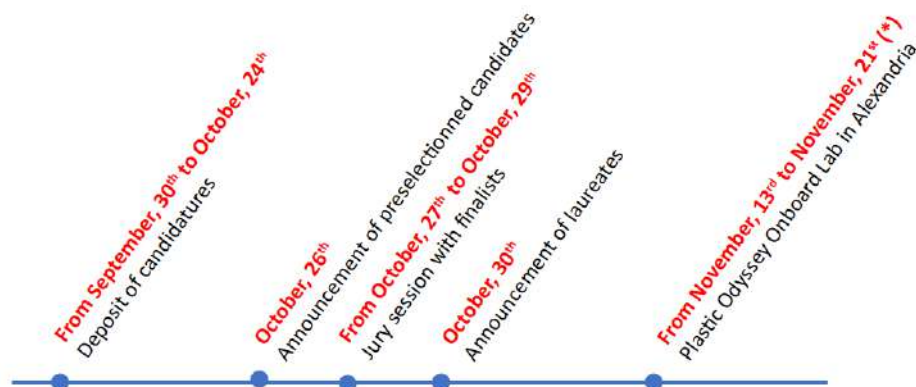 From September, 30th to October, 24th
Deposit of candidatures
October, 26th
Announcement of preselectionned candidates
From October, 27th to October, 29th
Jury session with finalists
October, 30th
Announcement of laureates
From November, 13rd to November, 21st (*)
Plastic Odyssey Onboard Lab in Alexandria